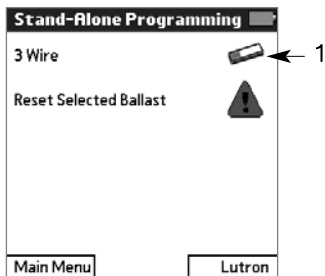 Stand-Alone Programming
3 Wire
1
Reset Selected Ballast
!
Main Menu
Lutron